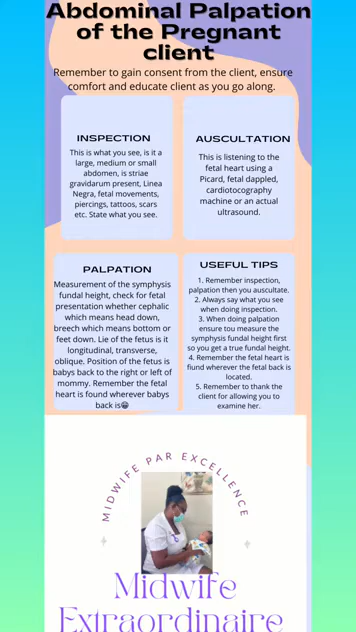 Abdominal Palpation
of the Pregnant
client
Remember to gain consent from the client, ensure
comfort and educate client as you go along.
INSPECTION
This is what you see, is it a
large, medium or small
abdomen, is striae
gravidarum present, Linea
Negra, fetal movements,
piercings, tattoos, scars
etc. State what you see.
AUSCULTATION
This is listening to the
fetal heart using a
Picard, fetal dappled,
cardiotocography
machine or an actual
ultrasound.
PALPATION
Measurement of the symphysis
fundal height, check for fetal
presentation whether cephalic
which means head down,
breech which means bottom or
feet down. Lie of the fetus is it
longitudinal, transverse,
oblique. Position of the fetus is
babys back to the right or left of
mommy. Remember the fetal
heart is found wherever babys
back is😁
USEFUL TIPS
1. Remember inspection,
palpation then you auscultate.
2. Always say what you see
when doing inspection.
3. When doing palpation
ensure tou measure the
symphysis fundal height first
so you get a true fundal height.
4. Remember the fetal heart is
fiund wherever the fetal back is
located.
5. Remember to thank the
client for allowing you to
examine her.
MIDWIFE PAR EXCELLENCE
Midwife
Extraordinaire